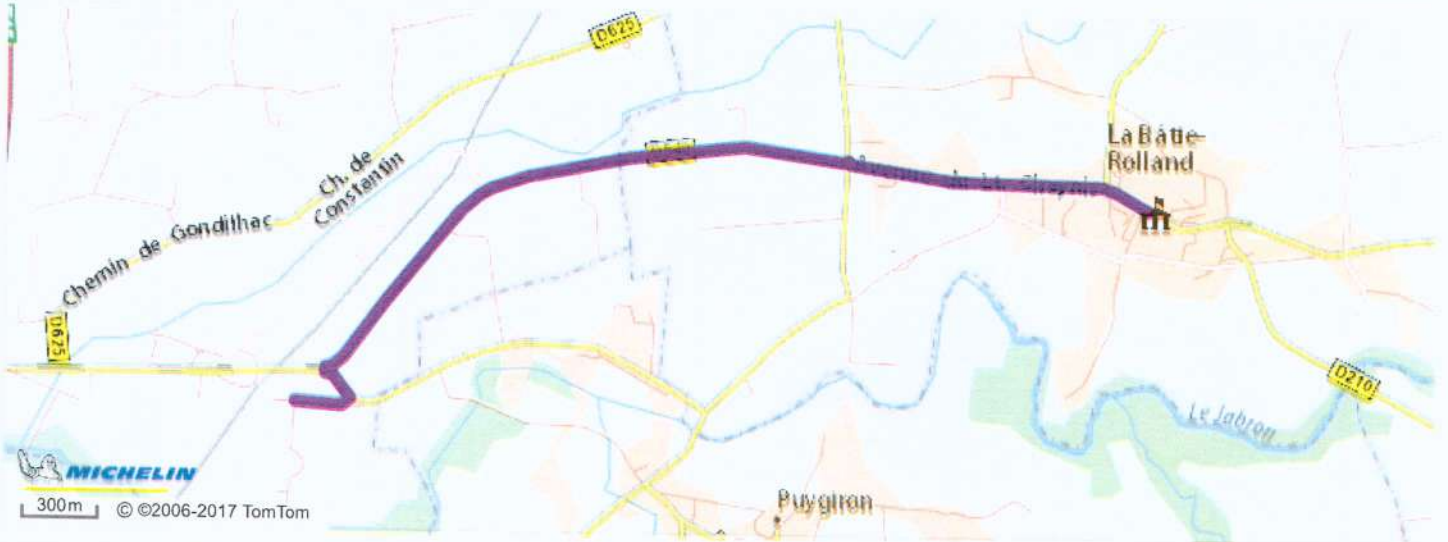 D625
La Bâtie-
Rolland
Ch. de
Constantin
Chemin de Gondilhac
D625
D210
Le Jabron
MICHELIN
Puygiron
300m
© ©2006-2017 TomTom